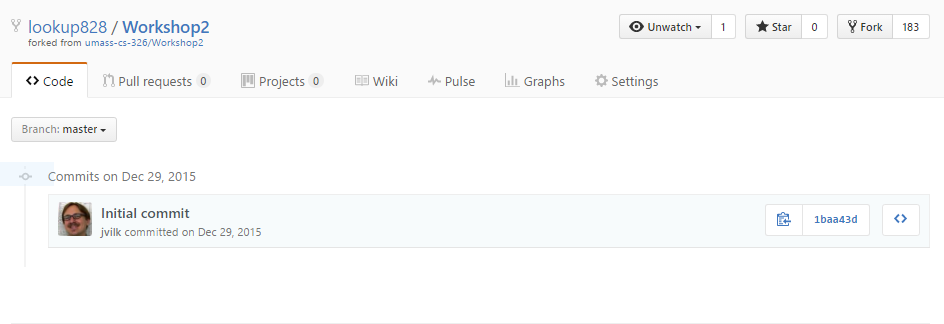 lookup828 / Workshop2
forked from umass-cs-326/Workshop2
Unwatch 1 Star 0 Fork 183
Code Pull requests 0 Projects 0 Wiki Pulse Graphs Settings
Branch: master
Commits on Dec 29, 2015
Initial commit
jvilk committed on Dec 29, 2015
1baa43d